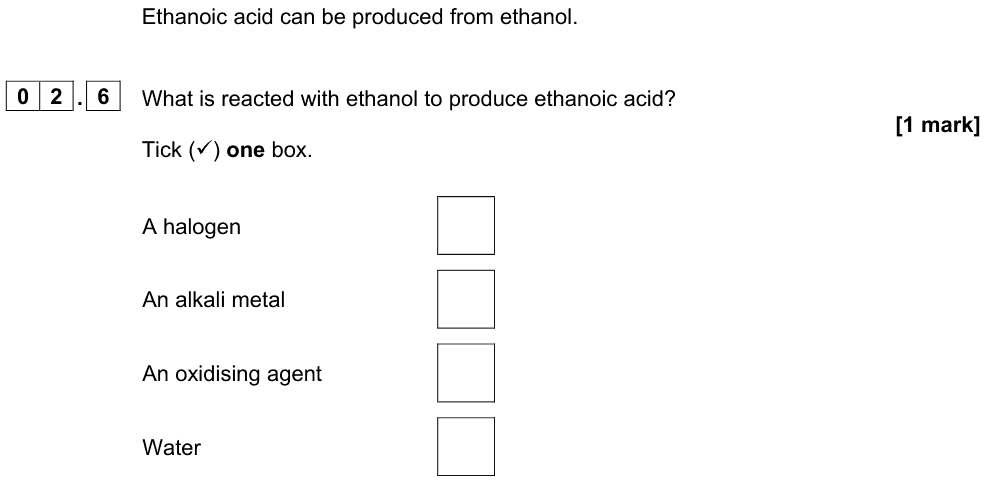 Ethanoic acid can be produced from ethanol.
0 2 . 6 What is reacted with ethanol to produce ethanoic acid?
[1 mark]
Tick (✓) one box.
A halogen
An alkali metal
An oxidising agent
Water